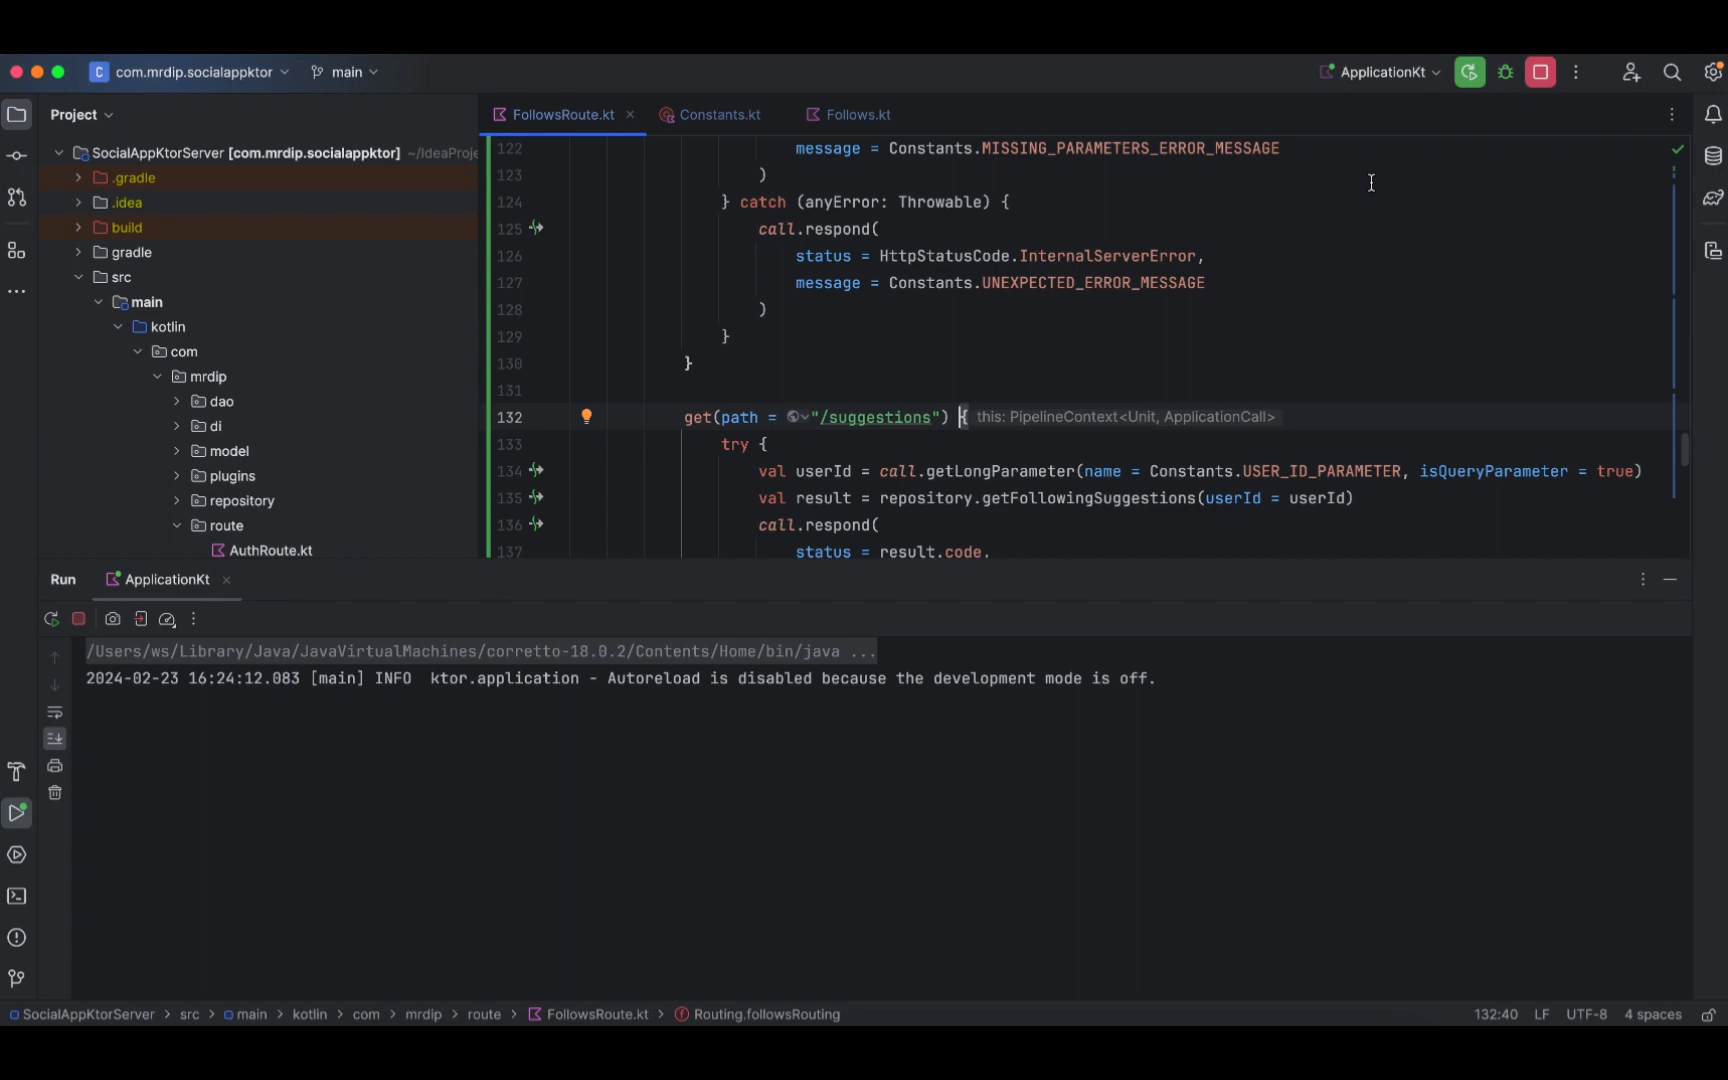 C com.mrdip.socialappktor main ApplicationKt
Project
FollowsRoute.kt Constants.kt Follows.kt
SocialAppKtorServer [com.mrdip.socialappktor] ~/IdeaProje
.gradle
.idea
build
gradle
src
main
kotlin
com
mrdip
dao
di
model
plugins
repository
route
AuthRoute.kt
122 message = Constants.MISSING_PARAMETERS_ERROR_MESSAGE
123 )
124 } catch (anyError: Throwable) {
125 call.respond(
126 status = HttpStatusCode.InternalServerError,
127 message = Constants.UNEXPECTED_ERROR_MESSAGE
128 )
129 }
130 }
131
132 get(path = "/suggestions") { this: PipelineContext<Unit, ApplicationCall>
133 try {
134 val userId = call.getLongParameter(name = Constants.USER_ID_PARAMETER, isQueryParameter = true)
135 val result = repository.getFollowingSuggestions(userId = userId)
136 call.respond(
137 status = result.code,
Run ApplicationKt
/Users/ws/Library/Java/JavaVirtualMachines/corretto-18.0.2/Contents/Home/bin/java ...
2024-02-23 16:24:12.083 [main] INFO ktor.application - Autoreload is disabled because the development mode is off.
SocialAppKtorServer > src > main > kotlin > com > mrdip > route > FollowsRoute.kt > Routing.followsRouting 132:40 LF UTF-8 4 spaces